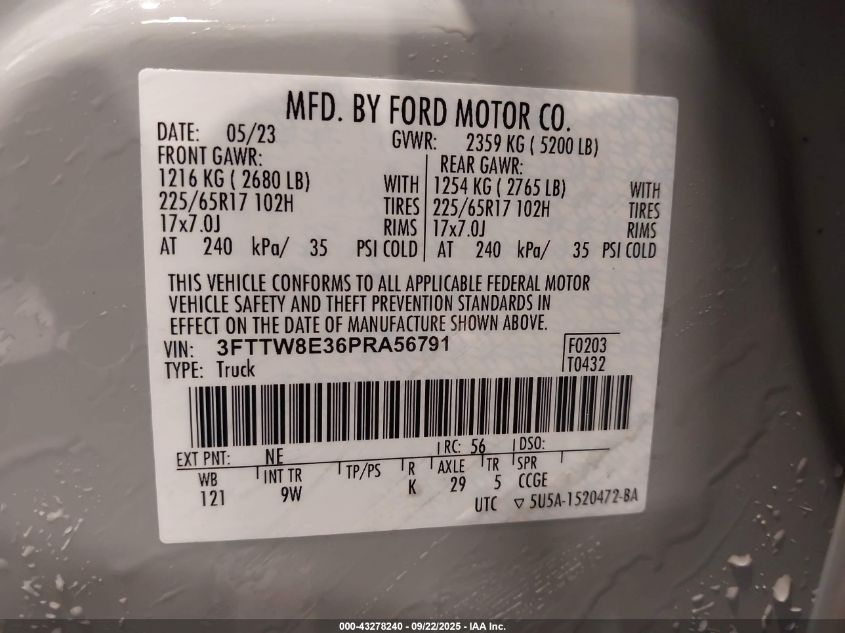 MFD. BY FORD MOTOR CO.
DATE: 05/23 GVWR: 2359 KG ( 5200 LB)
FRONT GAWR: REAR GAWR:
1216 KG ( 2680 LB) WITH 1254 KG ( 2765 LB) WITH
225/65R17 102H TIRES 225/65R17 102H TIRES
17x7.0J RIMS 17x7.0J RIMS
AT 240 kPa/ 35 PSI COLD AT 240 kPa/ 35 PSI COLD
THIS VEHICLE CONFORMS TO ALL APPLICABLE FEDERAL MOTOR
VEHICLE SAFETY AND THEFT PREVENTION STANDARDS IN
EFFECT ON THE DATE OF MANUFACTURE SHOWN ABOVE.
VIN: 3FTTW8E36PRA56791 F0203
TYPE: Truck T0432
EXT PNT: NE RC: 56 DSO:
WB INT TR TP/PS R AXLE TR SPR
121 9W K 29 5 CCGE
UTC ▽ 5U5A-1520472-BA
000-43278240 - 09/22/2025 - IAA Inc.